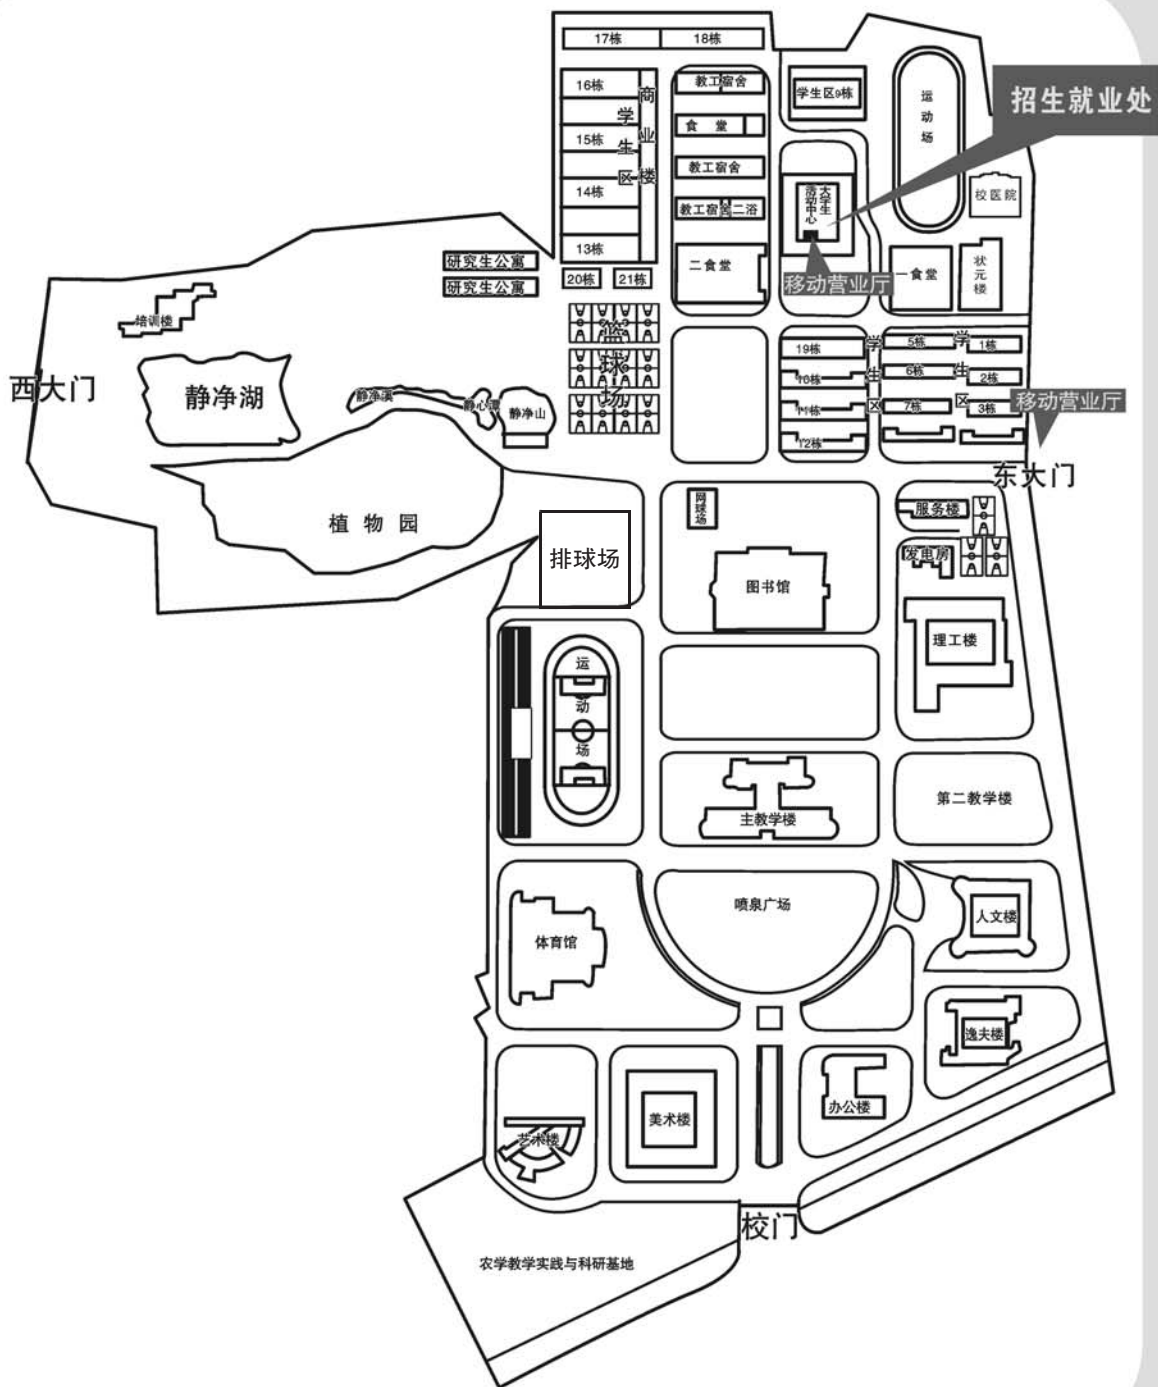 17栋
18栋
16栋
15栋
14栋
13栋
学生区
商业楼
教工宿舍
食堂
教工宿舍
教工宿舍二浴
二食堂
学生区9栋
运动场
招生就业处
大学生
活动中心
移动营业厅
校医院
一食堂
状元楼
研究生公寓
研究生公寓
20栋
21栋
篮球场
培训楼
西大门
静净湖
静净溪
静心潭
静净山
植物园
19栋
10栋
11栋
12栋
学生区
5栋
6栋
7栋
学生区
1栋
2栋
3栋
移动营业厅
东大门
网球场
服务楼
发电房
排球场
图书馆
理工楼
运动场
主教学楼
第二教学楼
喷泉广场
体育馆
人文楼
逸夫楼
艺术楼
美术楼
办公楼
校门
农学教学实践与科研基地